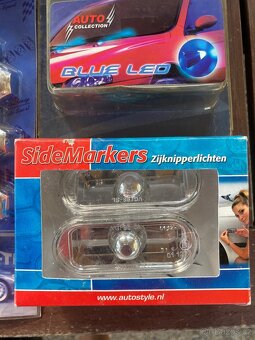 AUTO
COLLECTION
BLUE LED
SideMarkers
Zijknipperlichten
www.autostyle.nl